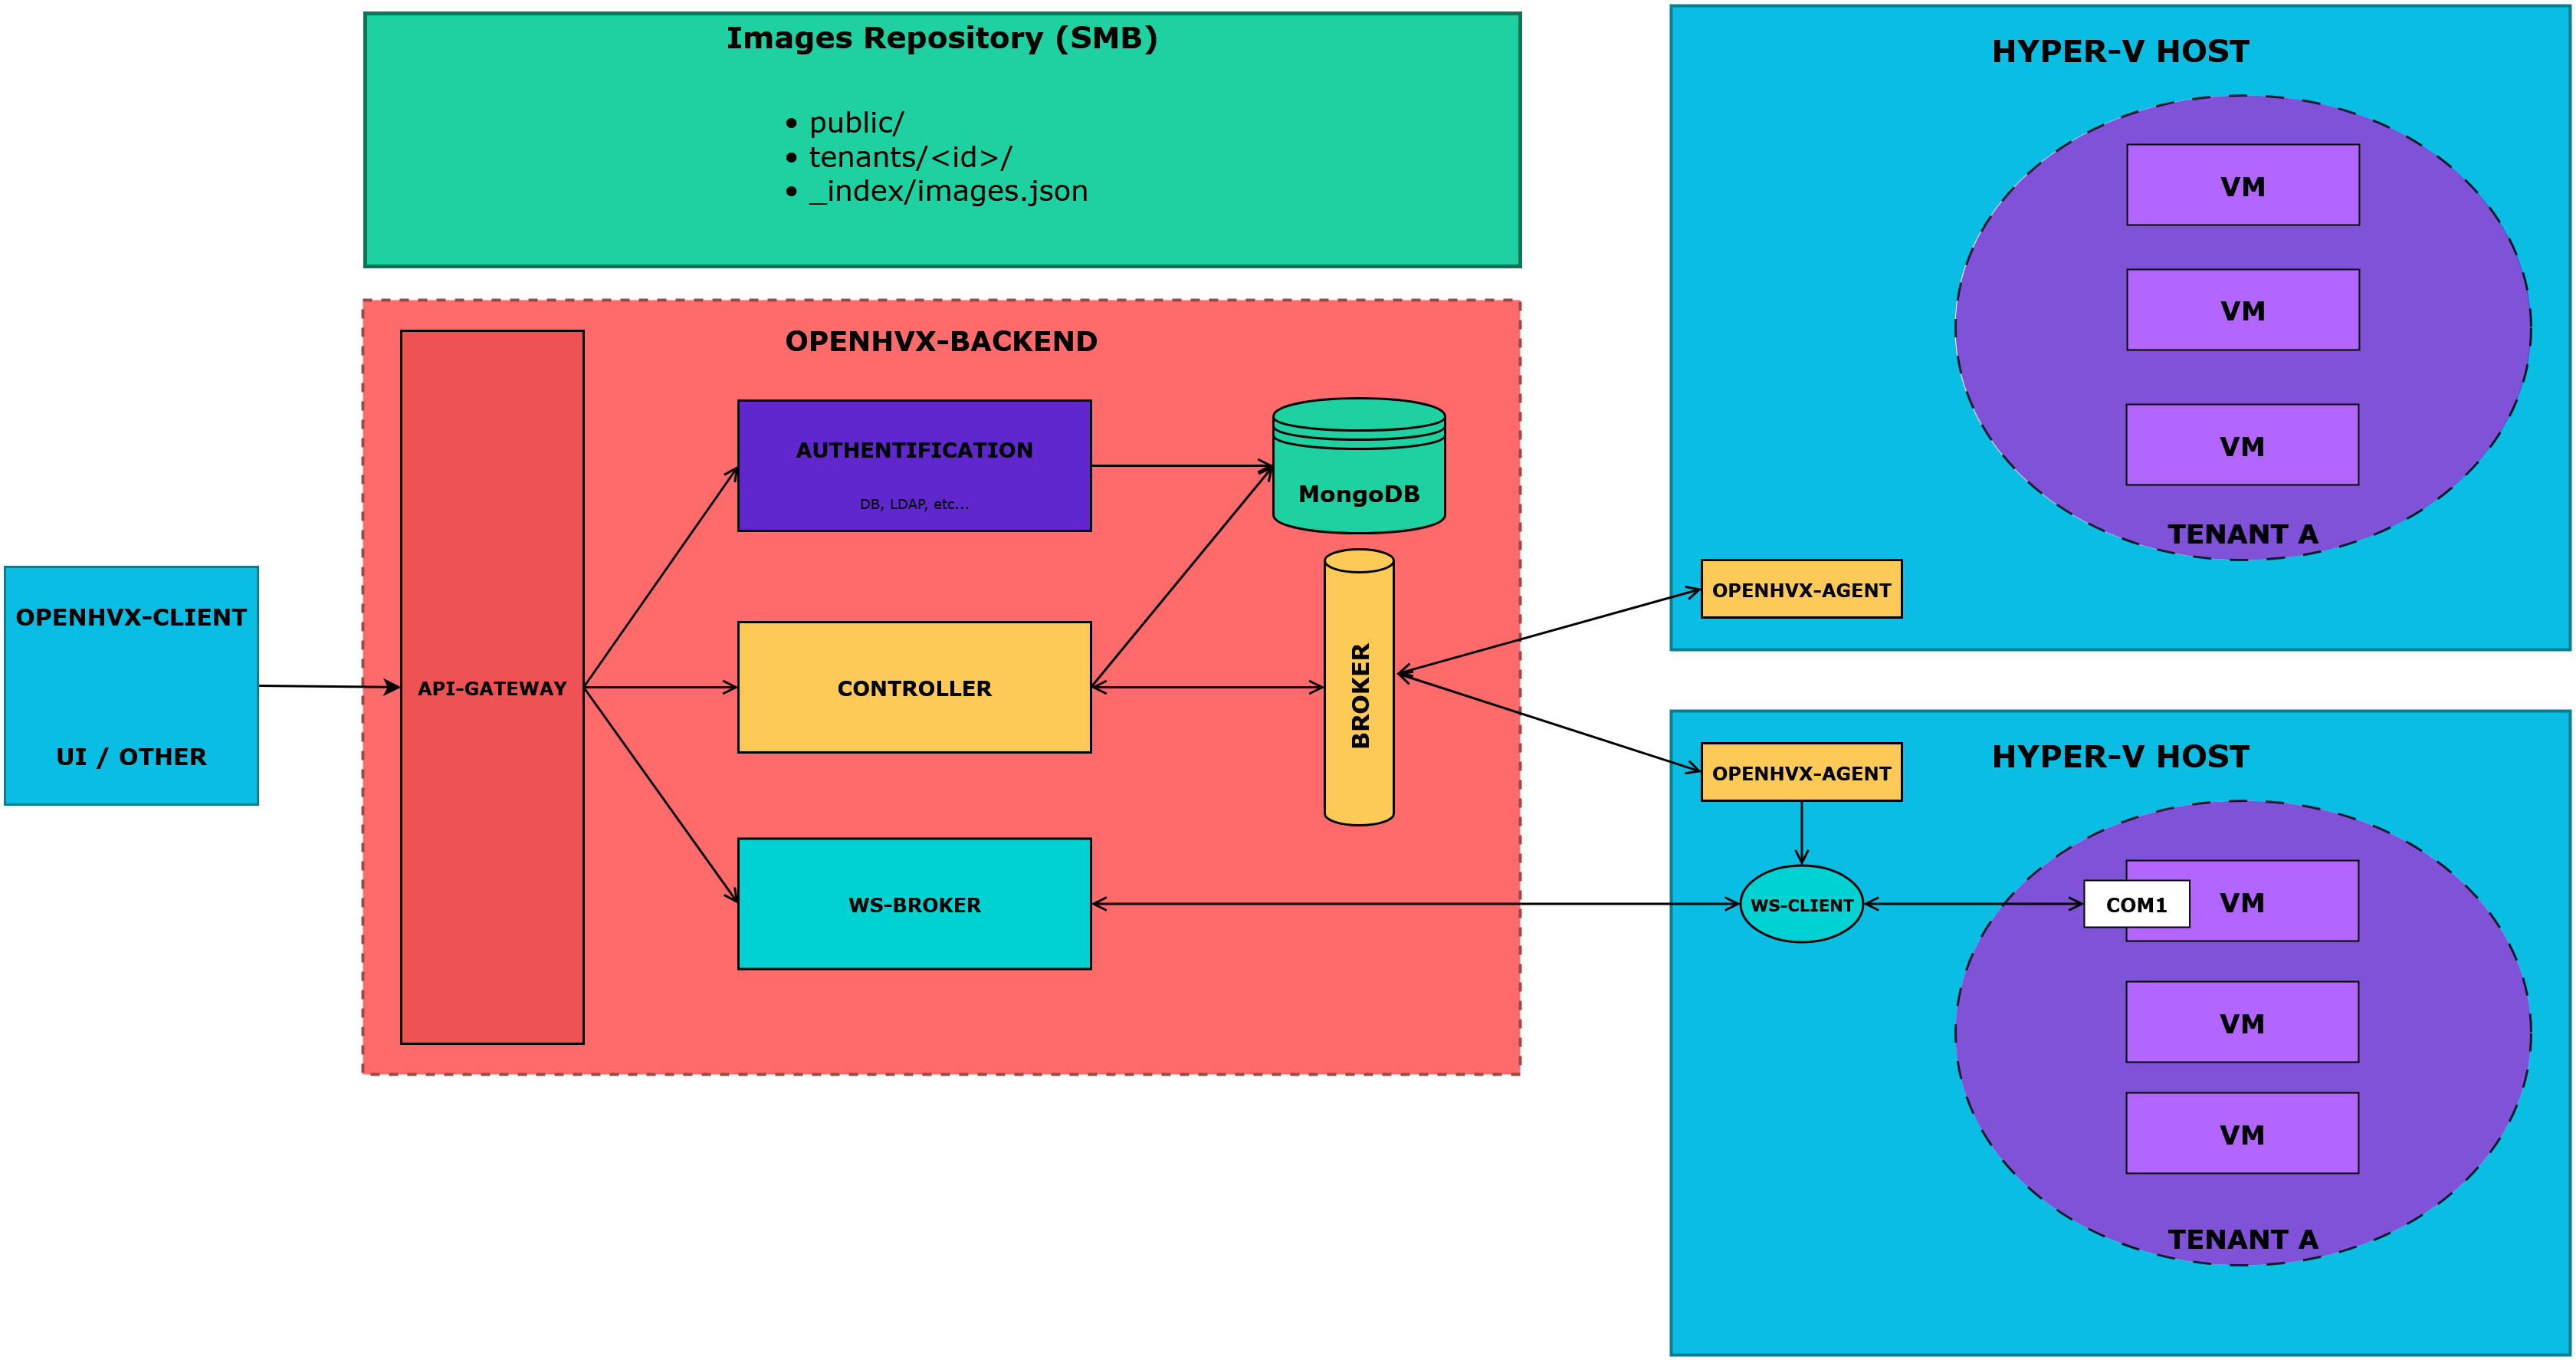 Images Repository (SMB)
• public/
• tenants/<id>/
• _index/images.json
OPENHVX-CLIENT
UI / OTHER
OPENHVX-BACKEND
API-GATEWAY
AUTHENTIFICATION
DB, LDAP, etc...
CONTROLLER
WS-BROKER
MongoDB
BROKER
HYPER-V HOST
VM
VM
VM
TENANT A
OPENHVX-AGENT
HYPER-V HOST
OPENHVX-AGENT
WS-CLIENT
COM1
VM
VM
VM
TENANT A